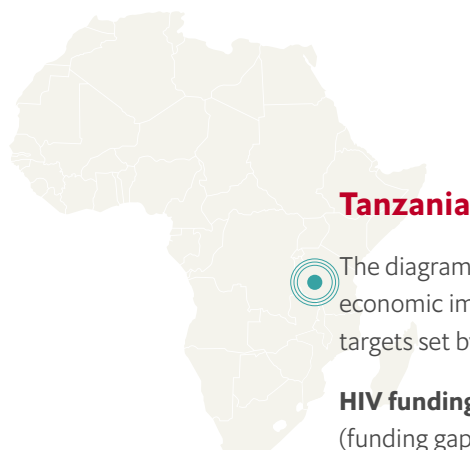 Tanzania
The diagram
economic im
targets set b
HIV funding
(funding gap